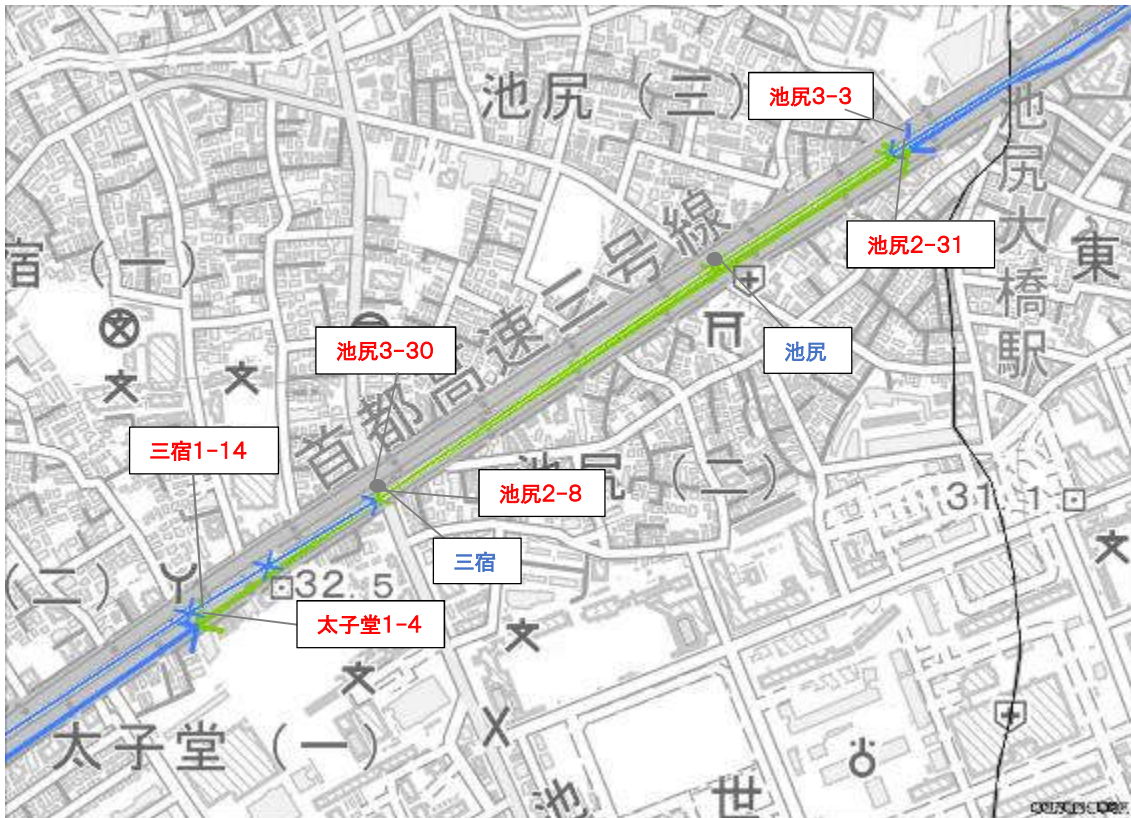 池尻（三）
池尻3-3
池尻大橋駅
池尻2-31
東
宿（一）
首都高速三号線
池尻3-30
池尻
三宿1-14
池尻2-8
池尻（二）
31.1
三宿
（二）
32.5
太子堂1-4
太子堂（一）
池
世